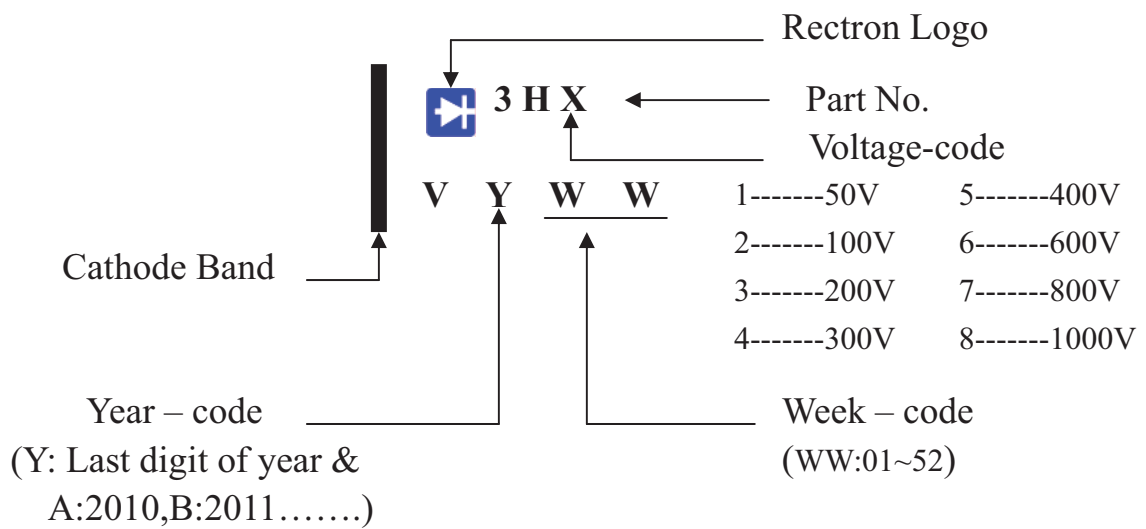 Rectron Logo
3 H X
Part No.
Voltage-code
V Y W W
1-------50V 5-------400V
2-------100V 6-------600V
3-------200V 7-------800V
4-------300V 8-------1000V
Cathode Band
Year – code
(Y: Last digit of year &
A:2010,B:2011…….)
Week – code
(WW:01~52)